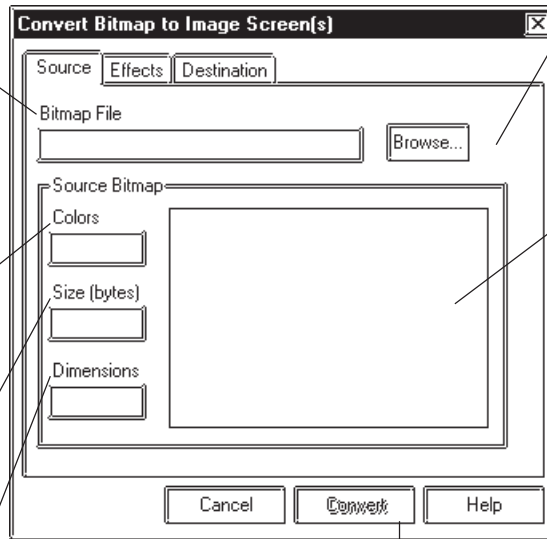 Convert Bitmap to Image Screen(s)
Source Effects Destination
Bitmap File
Browse...
Source Bitmap
Colors
Size (bytes)
Dimensions
Cancel Convert Help